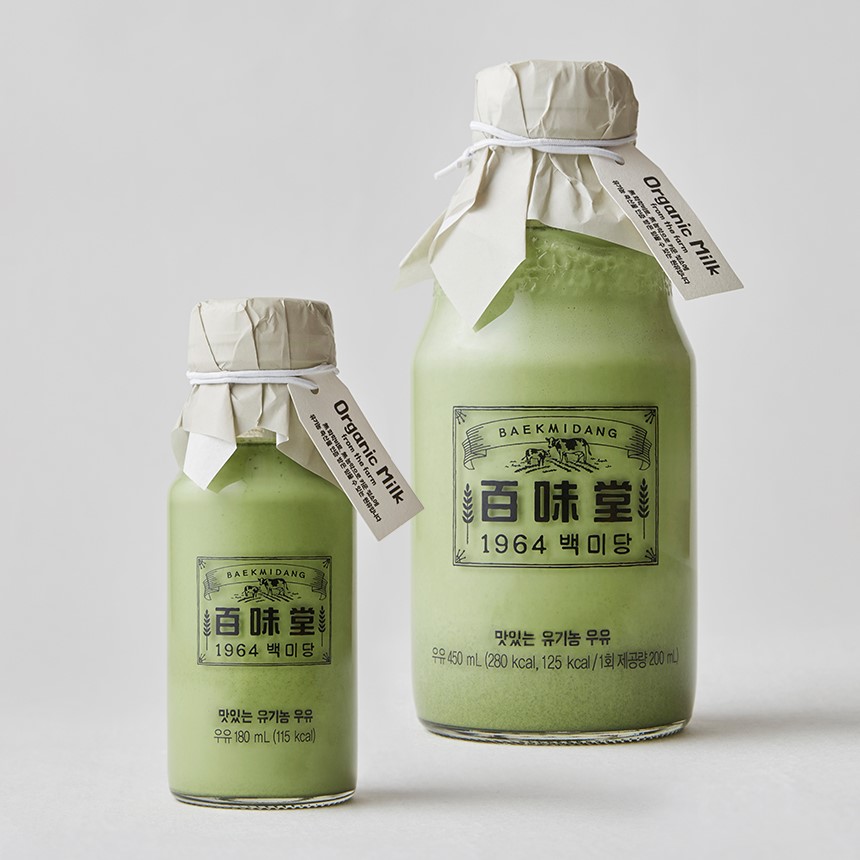 Organic Milk
from the farm
BAEKMIDANG
百味堂
1964 백미당
맛있는 유기농 우유
우유 180 mL (115 kcal)
Organic Milk
from the farm
BAEKMIDANG
百味堂
1964 백미당
맛있는 유기농 우유
우유 450 mL (280 kcal, 125 kcal/1회 제공량 200 mL)